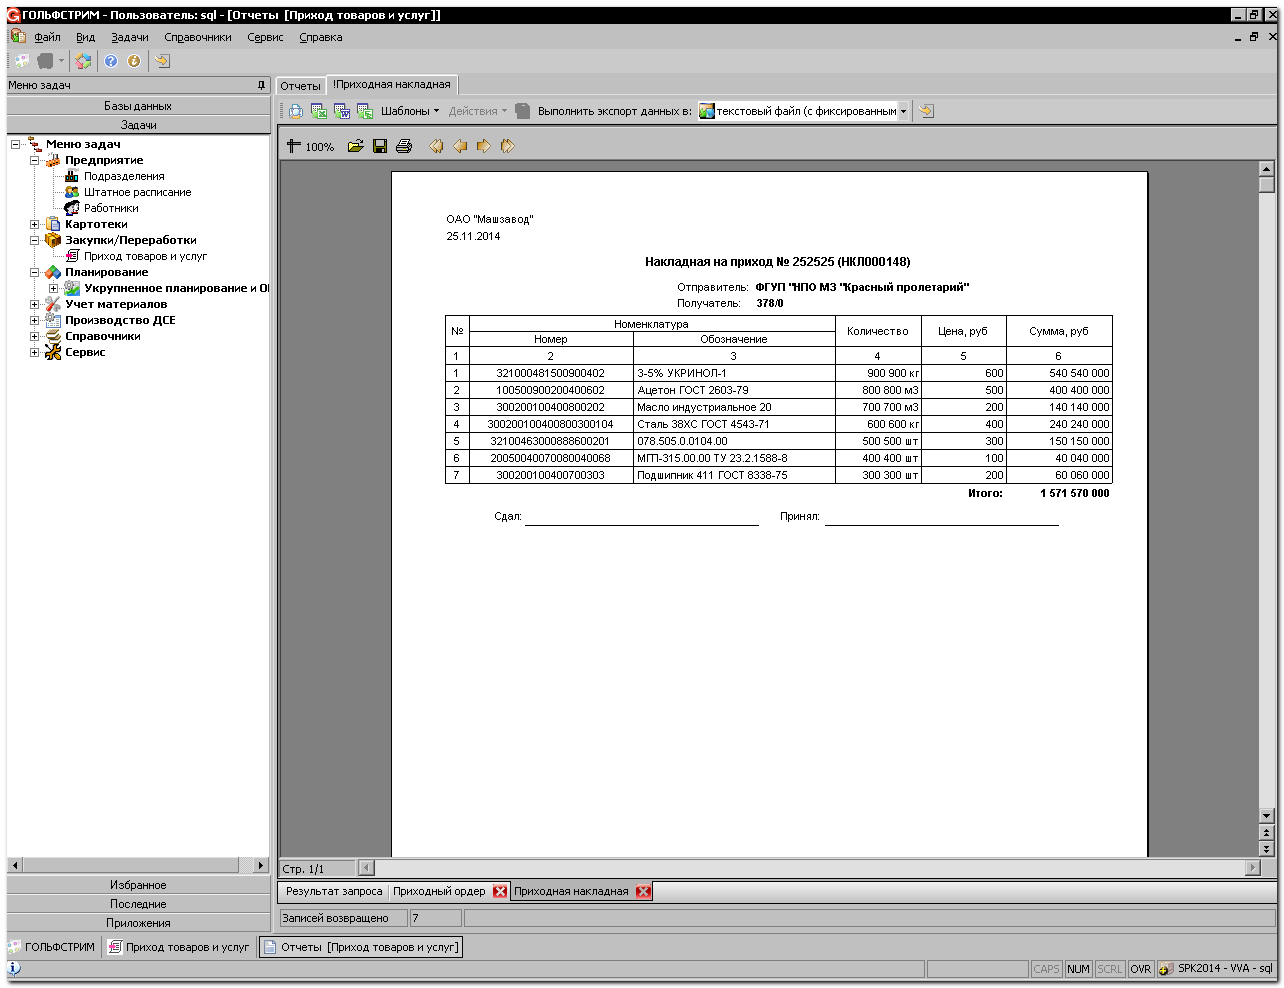 ГОЛЬФСТРИМ - Пользователь: sql - [Отчеты  [Приход товаров и услуг]]
Файл Вид Задачи Справочники Сервис Справка
Меню задач
Базы данных
Задачи
Меню задач
Предприятие
Подразделения
Штатное расписание
Работники
Картотеки
Закупки/Переработки
Приход товаров и услуг
Планирование
Укрупненное планирование и ОІ
Учет материалов
Производство ДСЕ
Справочники
Сервис
Избранное
Последние
Приложения
Отчеты !Приходная накладная
Шаблоны Действия Выполнить экспорт данных в: текстовый файл (с фиксированным
100%
ОАО "Машзавод"
25.11.2014
Накладная на приход № 252525 (НКЛ000148)
Отправитель: ФГУП "НПО МЗ "Красный пролетарий"
Получатель: 378/0
№ Номенклатура Количество Цена, руб Сумма, руб
Номер Обозначение
1 2 3 4 5 6
1 321000481500900402 3-5% УКРИНОЛ-1 900 900 кг 600 540 540 000
2 100500900200400602 Ацетон ГОСТ 2603-79 800 800 м3 500 400 400 000
3 300200100400800202 Масло индустриальное 20 700 700 м3 200 140 140 000
4 300200100400800300104 Сталь 38ХС ГОСТ 4543-71 600 600 кг 400 240 240 000
5 32100463000888600201 078.505.0.0104.00 500 500 шт 300 150 150 000
6 20050040070080040068 МГП-315.00.00 ТУ 23.2.1588-8 400 400 шт 100 40 040 000
7 300200100400700303 Подшипник 411 ГОСТ 8338-75 300 300 шт 200 60 060 000
Итого: 1 571 570 000
Сдал: Принял:
Стр. 1/1
Результат запроса Приходный ордер Приходная накладная
Записей возвращено 7
ГОЛЬФСТРИМ Приход товаров и услуг Отчеты  [Приход товаров и услуг]
CAPS NUM SCRL OVR SPK2014 - VVA - sql